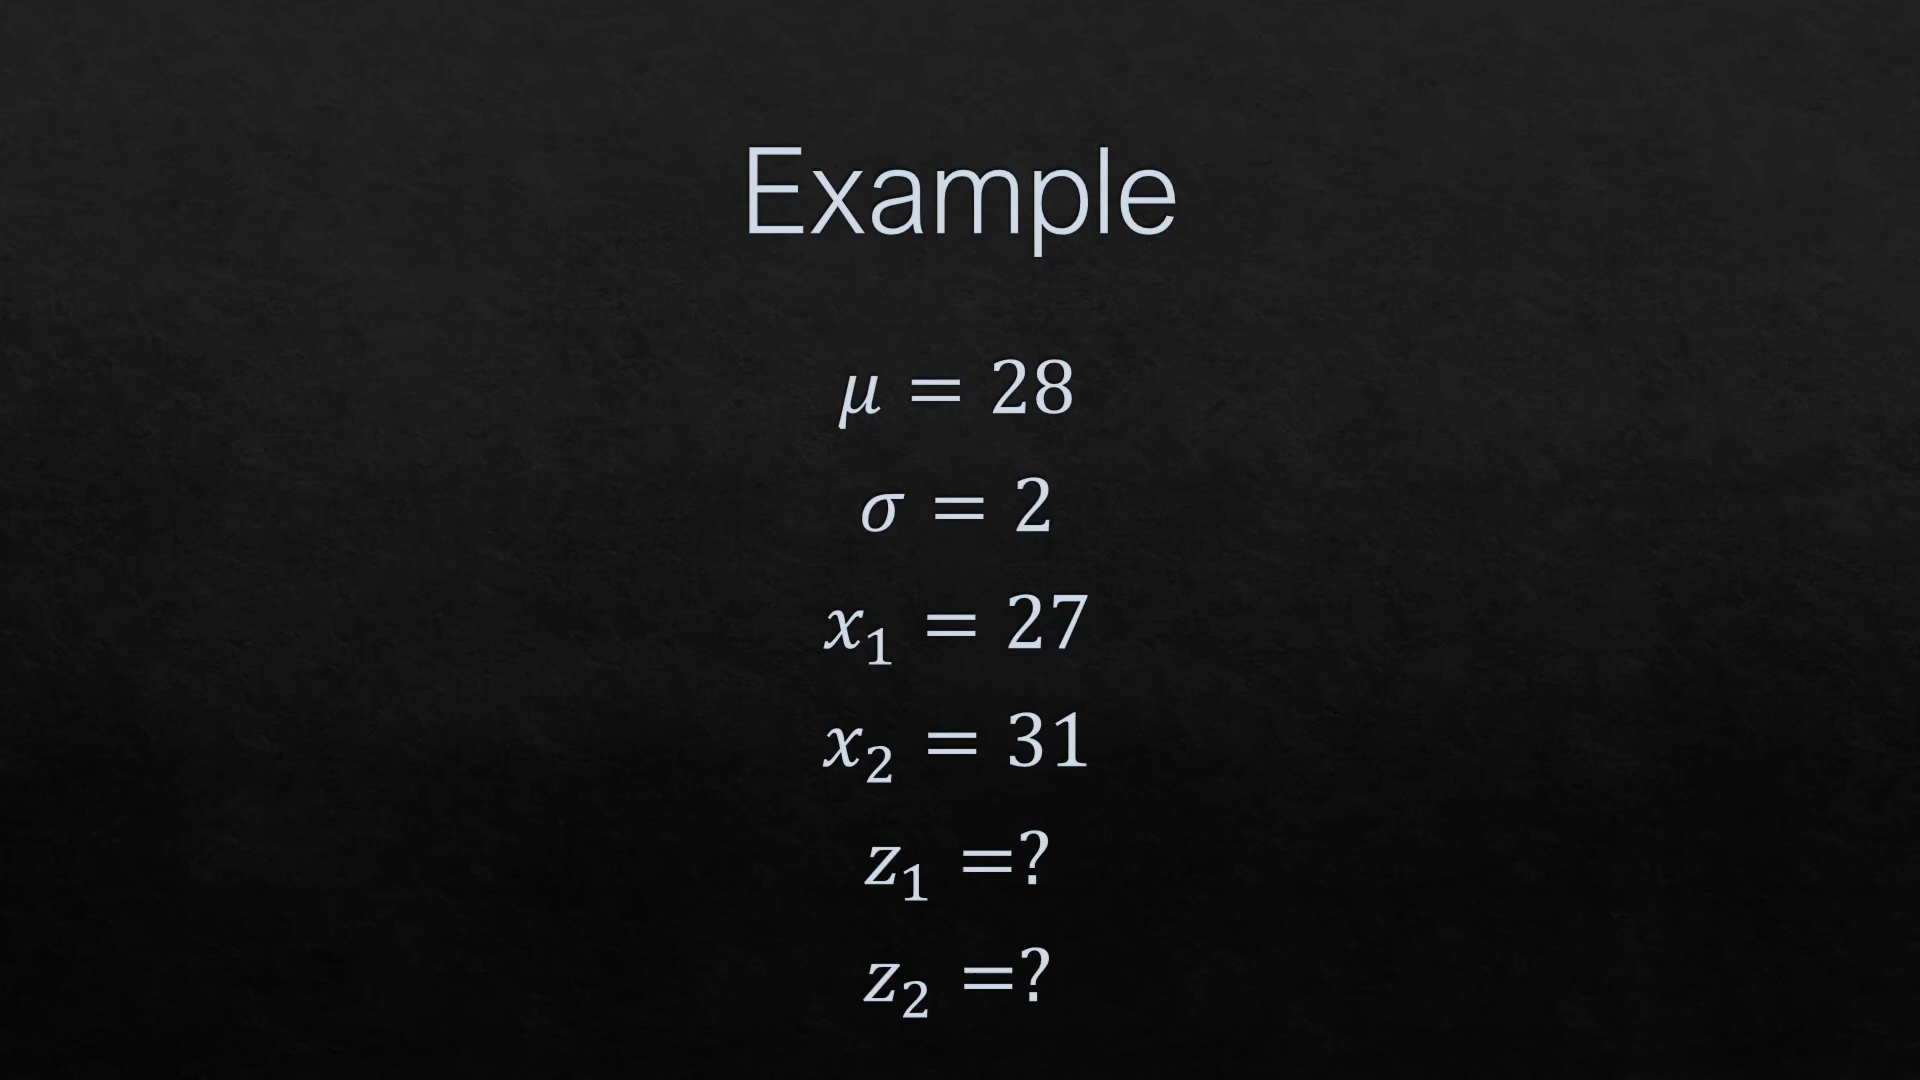 Example
μ = 28
σ = 2
x₁ = 27
x₂ = 31
z₁ =?
z₂ =?